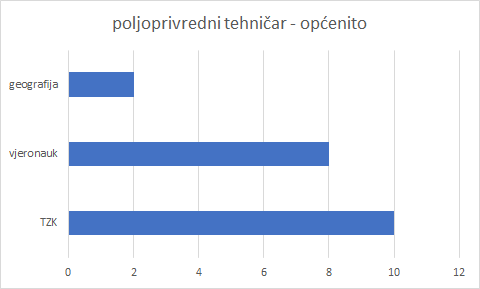 poljoprivredni tehničar - općenito
geografija
vjeronauk
TZK
0 2 4 6 8 10 12